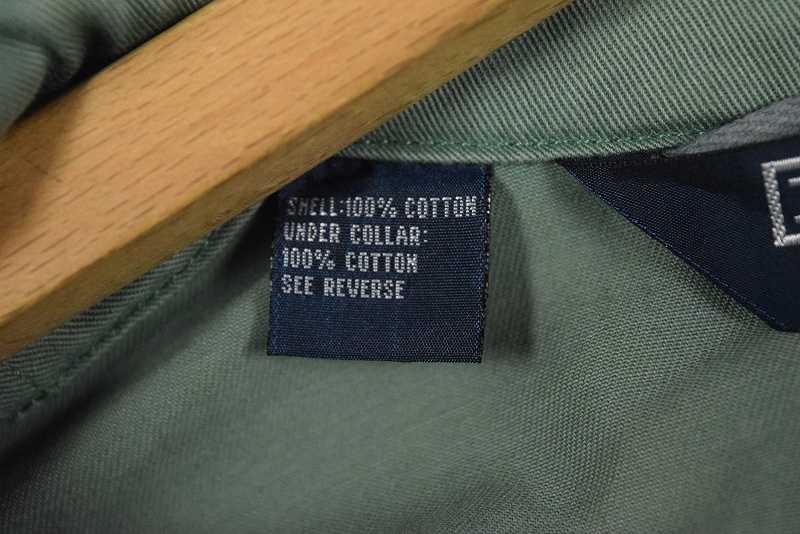 SHELL:100% COTTON
UNDER COLLAR:
100% COTTON
SEE REVERSE